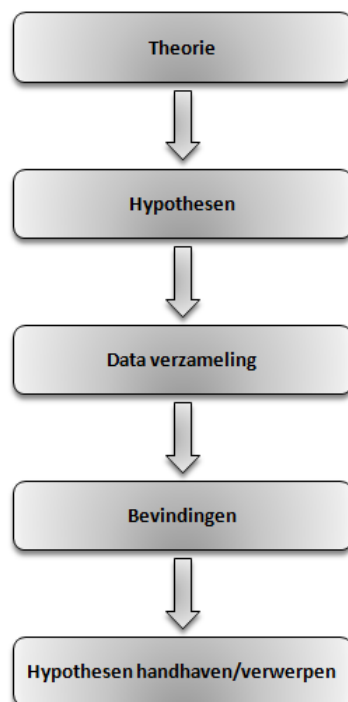 Theorie
Hypothesen
Data verzameling
Bevindingen
Hypothesen handhaven/verwerpen